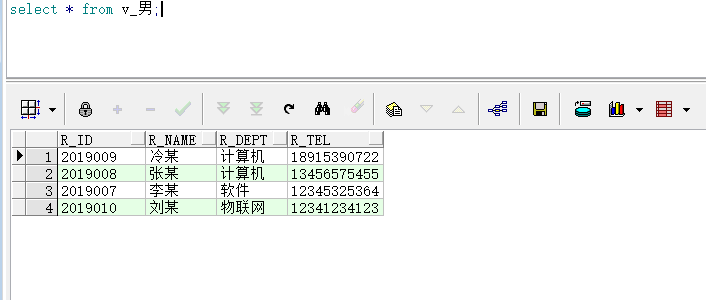 select * from v_男;
R_ID R_NAME R_DEPT R_TEL
1 2019009 冷某 计算机 18915390722
2 2019008 张某 计算机 13456575455
3 2019007 李某 软件 12345325364
4 2019010 刘某 物联网 12341234123